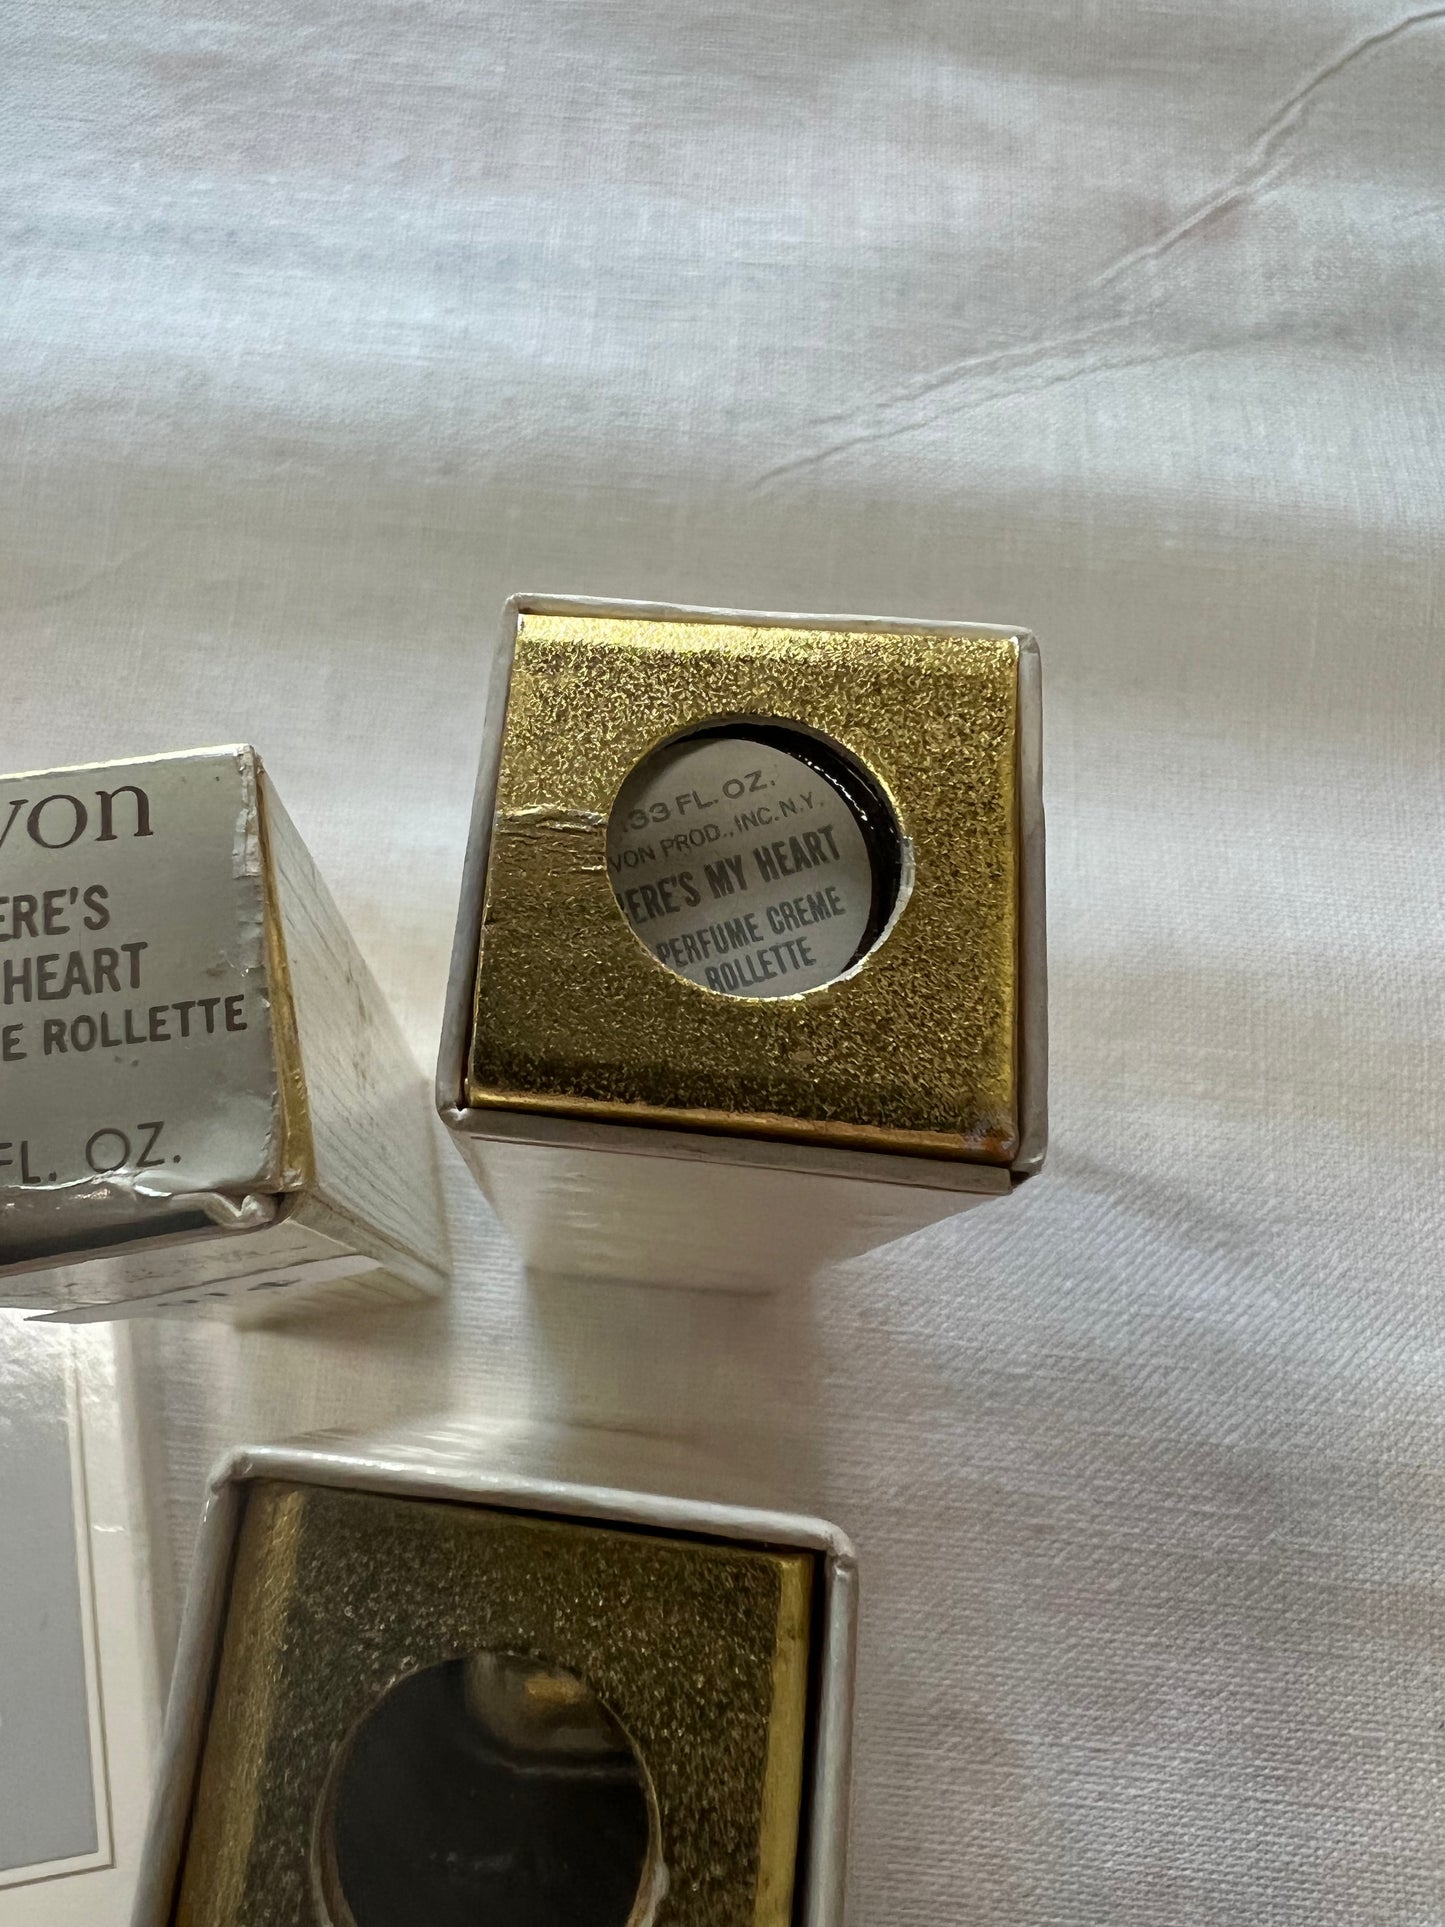 von
ERE'S
HEART
E ROLLETTE
FL. OZ.
.33 FL. OZ.
VON PROD., INC. N.Y.
ERE'S MY HEART
PERFUME CREME
ROLLETTE